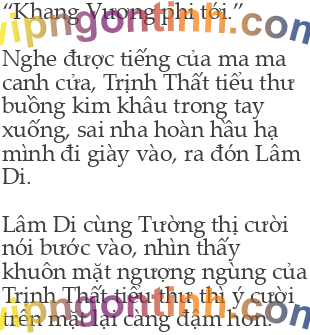 “Khang Vương phi tới.”
vipngontinh.com
Nghe được tiếng của ma ma
canh cửa, Trịnh Thất tiểu thư
buồng kim khâu trong tay
xuống, sai nha hoàn hầu hạ
mình đi giày vào, ra đón Lâm
Di.
Lâm Di cùng Tường thị cười
nói bước vào, nhìn thấy
khuôn mặt ngượng ngùng của
Trịnh Thất tiểu thư thì ý cười
trên mặt lại càng đậm hơn.
vipngontinh.com